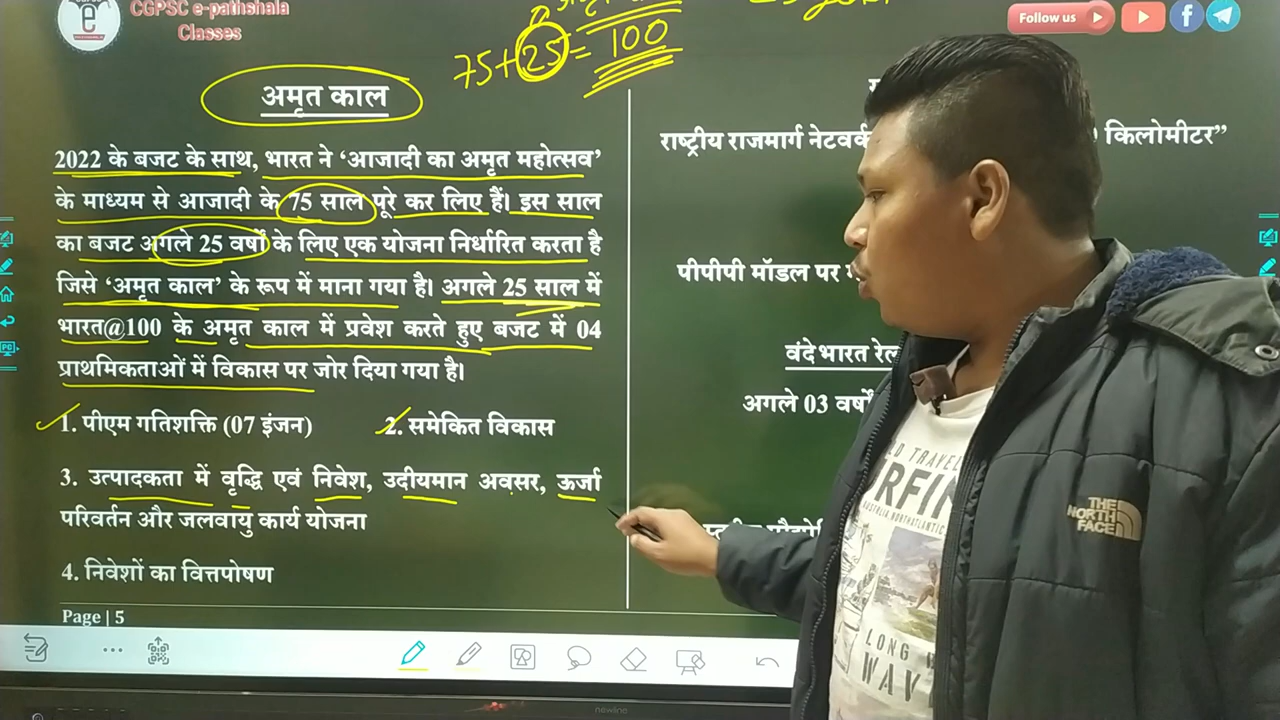 CGPSC e-pathshala
Classes
75+25=100
Follow us
अमृत काल
2022 के बजट के साथ, भारत ने ‘आजादी का अमृत महोत्सव’
के माध्यम से आजादी के 75 साल पूरे कर लिए हैं। इस साल
का बजट अगले 25 वर्षों के लिए एक योजना निर्धारित करता है
जिसे ‘अमृत काल’ के रूप में माना गया है। अगले 25 साल में
भारत@100 के अमृत काल में प्रवेश करते हुए बजट में 04
प्राथमिकताओं में विकास पर जोर दिया गया है।
1. पीएम गतिशक्ति (07 इंजन)
2. समेकित विकास
3. उत्पादकता में वृद्धि एवं निवेश, उदीयमान अवसर, ऊर्जा
परिवर्तन और जलवायु कार्य योजना
4. निवेशों का वित्तपोषण
Page | 5
राष्ट्रीय राजमार्ग किलोमीटर”
पीपीपी मॉडल पर
वंदे भारत
अगले 03
THE
NORTH
FACE
LONG
newline